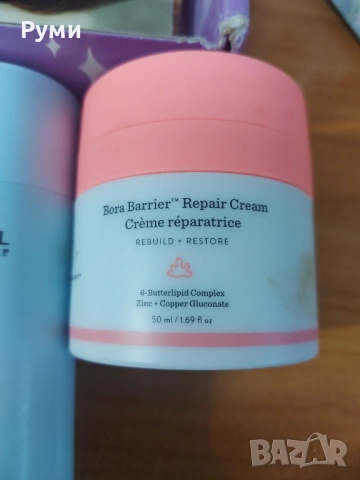 Руми
Bora Barrier™ Repair Cream
Crème réparatrice
REBUILD + RESTORE
6-Butterlipid Complex
Zinc + Copper Gluconate
50 ml / 1.69 fl oz
L
e
BAZAR